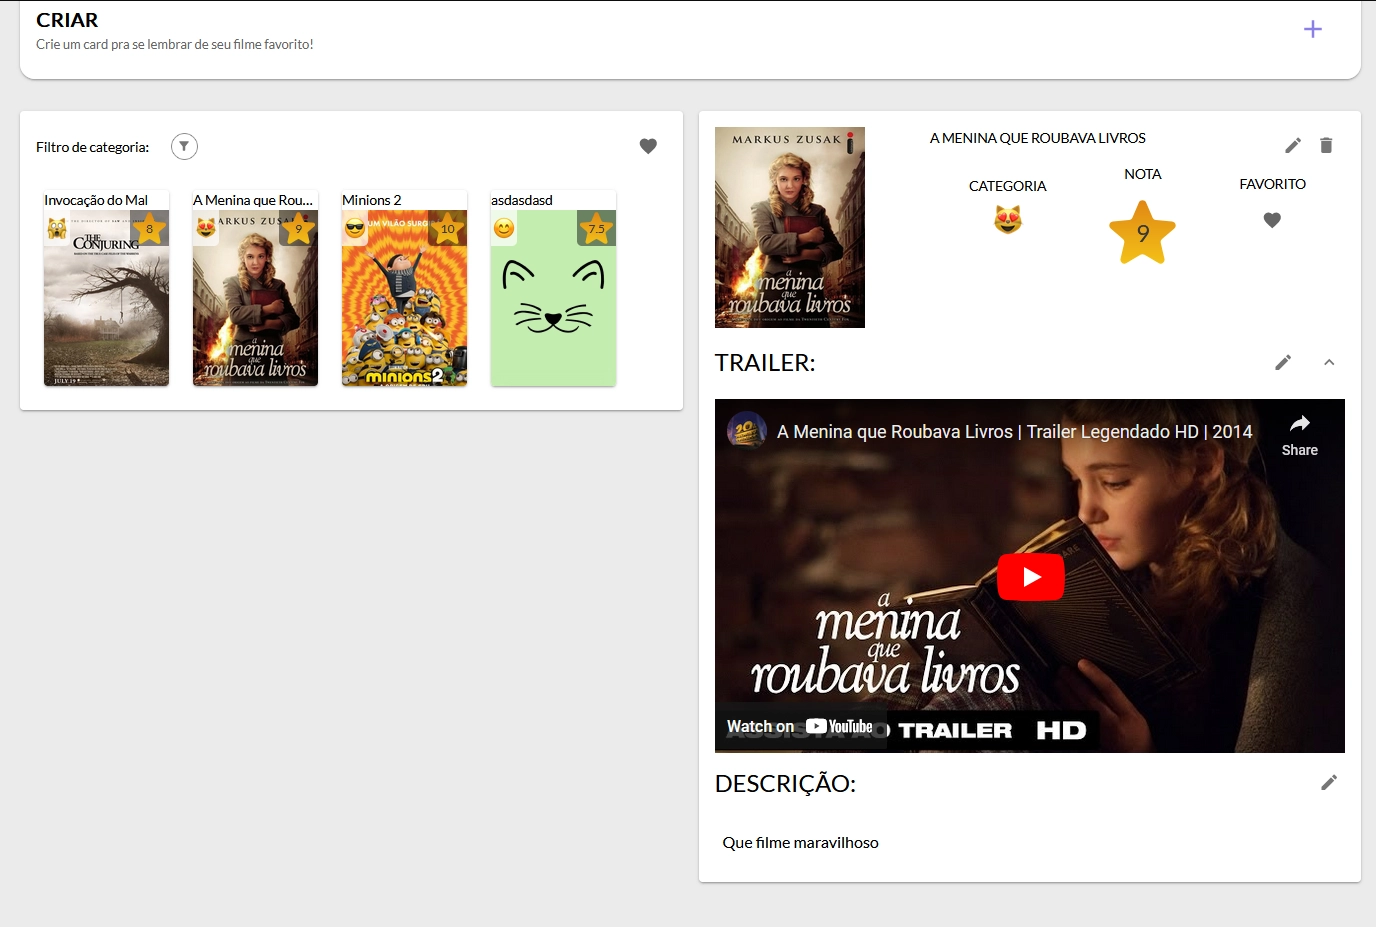 CRIAR
Crie um card pra se lembrar de seu filme favorito!
Filtro de categoria:
Invocação do Mal
8
THE
CONJURING
JULY 19
A Menina que Rou...
MARKUS ZUSAK
9
a
menina
que
roubava livros
Minions 2
UM VILÃO SURG
10
minions2
asdasdasd
7.5
MARKUS ZUSAK
a
menina
que
roubava livros
A MENINA QUE ROUBAVA LIVROS
CATEGORIA
NOTA
9
FAVORITO
TRAILER:
A Menina que Roubava Livros | Trailer Legendado HD | 2014
Share
a
menina
que
roubava livros
Watch on YouTube
ASSISTA AO TRAILER HD
DESCRIÇÃO:
Que filme maravilhoso